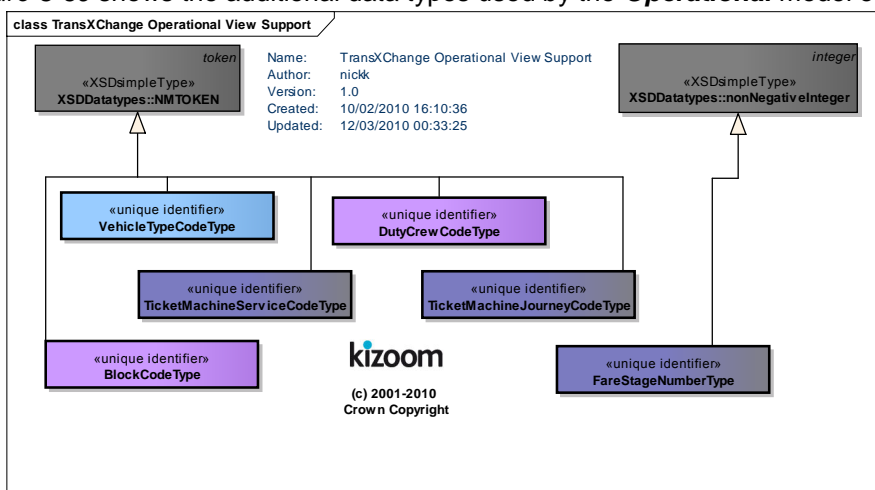 shows the additional data types used by the Operational model
class TransXChange Operational View Support
token
«XSDsimpleType»
XSDDatatypes::NMTOKEN
Name: TransXChange Operational View Support
Author: nickk
Version: 1.0
Created: 10/02/2010 16:10:36
Updated: 12/03/2010 00:33:25
integer
«XSDsimpleType»
XSDDatatypes::nonNegativeInteger
«unique identifier»
VehicleTypeCodeType
«unique identifier»
DutyCrewCodeType
«unique identifier»
TicketMachineServiceCodeType
«unique identifier»
TicketMachineJourneyCodeType
«unique identifier»
BlockCodeType
kizoom
(c) 2001-2010
Crown Copyright
«unique identifier»
FareStageNumberType